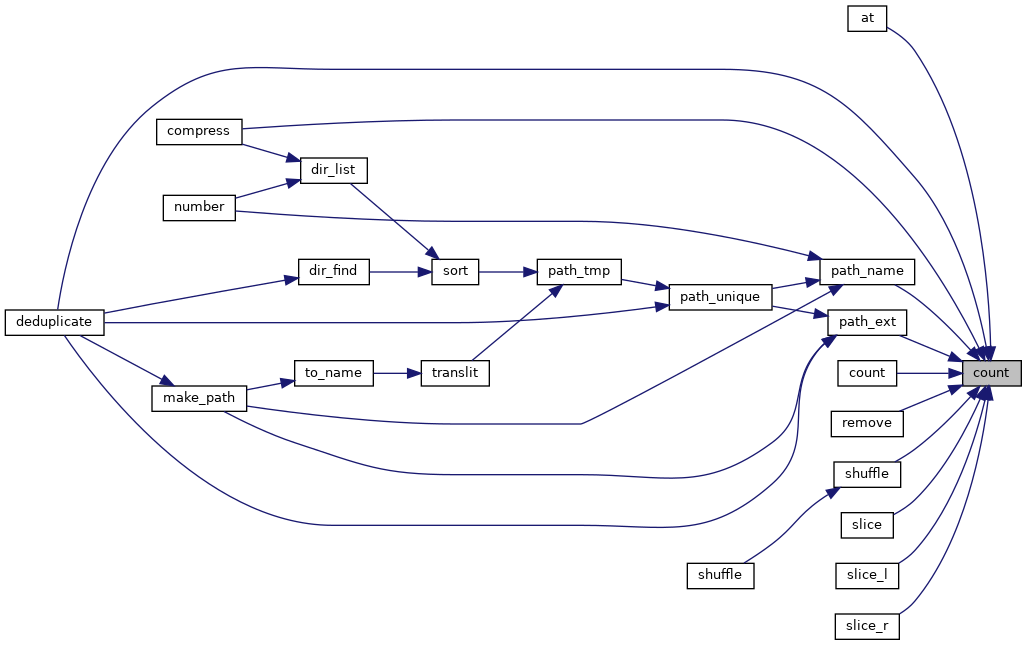 at
compress
dir_list
number
dir_find
sort
path_tmp
path_name
path_unique
deduplicate
path_ext
to_name
translit
count
count
make_path
remove
shuffle
slice
shuffle
slice_l
slice_r